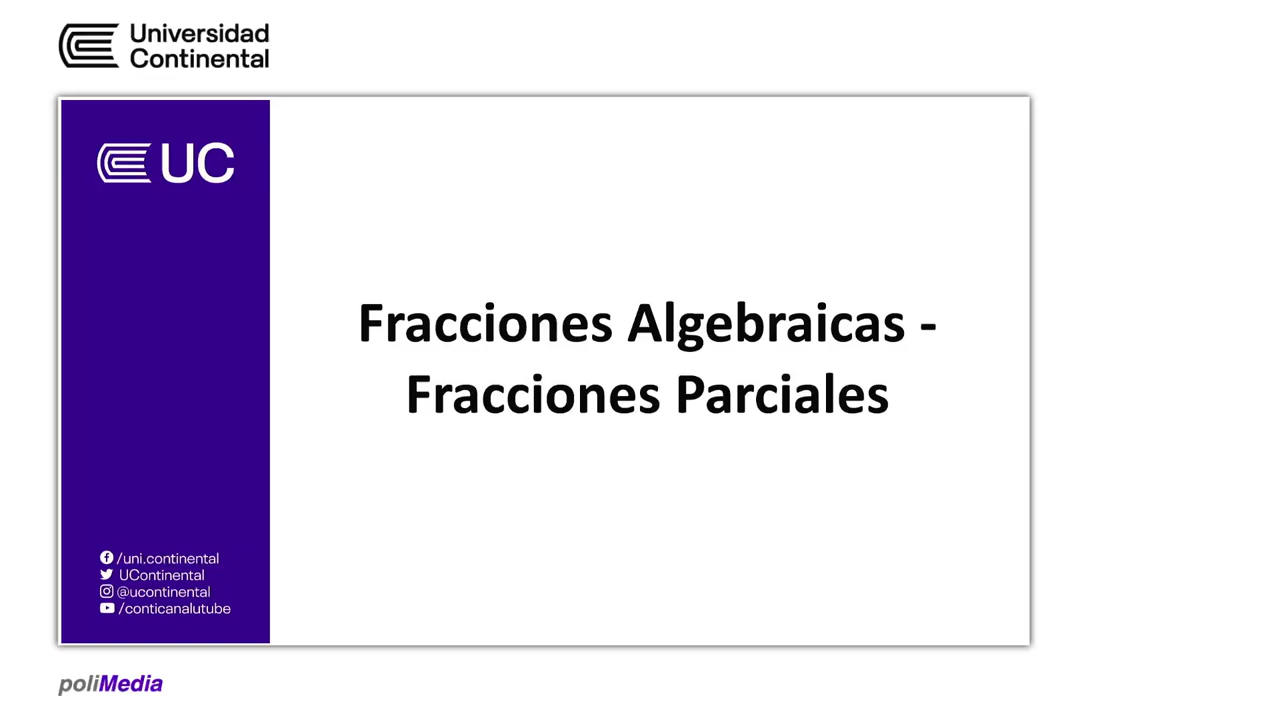 Universidad
Continental
UC
Fracciones Algebraicas -
Fracciones Parciales
/uni.continental
UContinental
@ucontinental
/conticanalutube
poliMedia